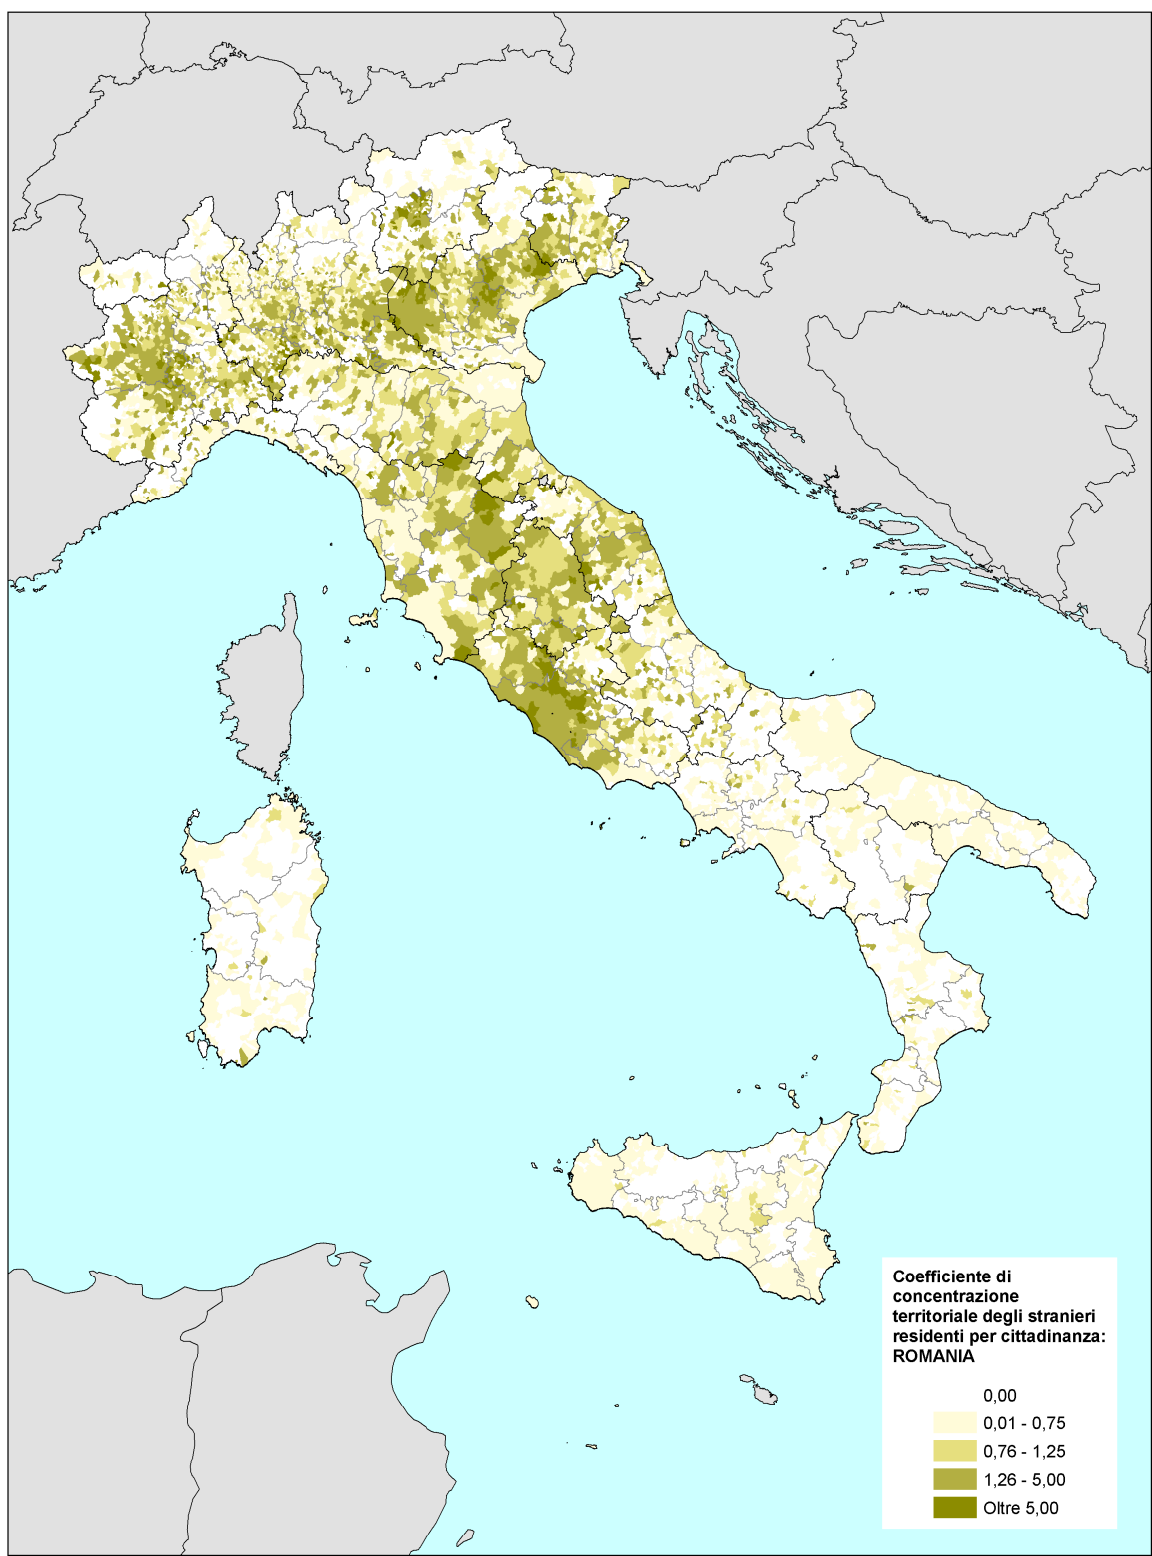 Coefficiente di
concentrazione
territoriale degli stranieri
residenti per cittadinanza:
ROMANIA
0,00
0,01 - 0,75
0,76 - 1,25
1,26 - 5,00
Oltre 5,00